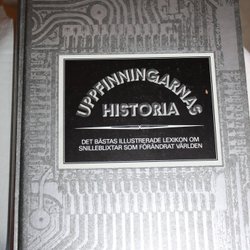 UPPFINNINGARNAS
HISTORIA
DET BÄSTAS ILLUSTRERADE LEXIKON OM
SNILLEBLIXTAR SOM FÖRÄNDRAT VÄRLDEN